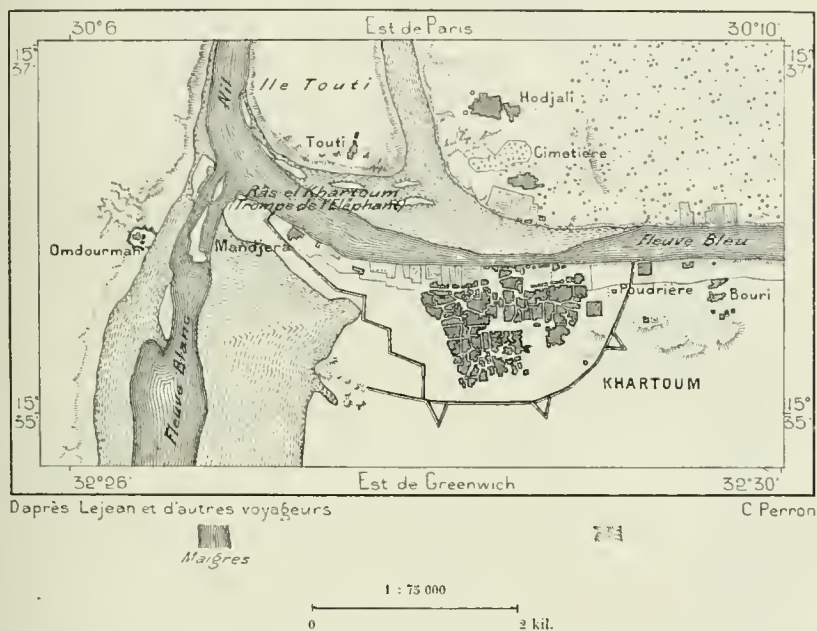 30°6 Est de Paris 30°10
15°
37'
15°
37'
Nil
Ile Touti
Touti
Hodjali
Cimetière
Râs el Khartoum
(Trompe de l'Éléphant)
Fleuve Bleu
Omdourman
Mandjera
Poudrière
Bouri
Fleuve Blanc
KHARTOUM
15°
35'
15°
35'
32°26 Est de Greenwich 32°30
D'après Lejean et d'autres voyageurs C Perron
Maigres
1 : 75 000
0 2 kil.